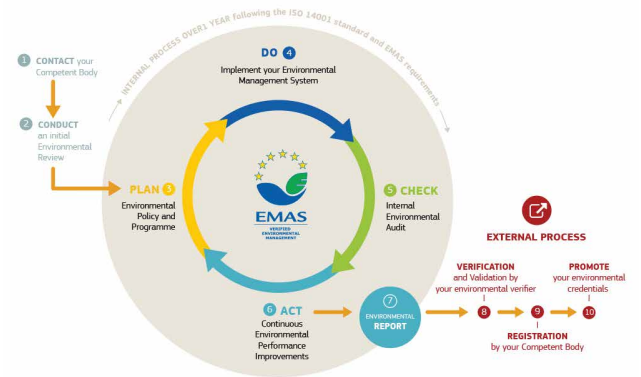 INTERNAL PROCESS OVER 1 YEAR following the ISO 14001 standard and EMAS requirements
1 CONTACT your
Competent Body
2 CONDUCT
an initial
Environmental
Review
PLAN 3
Environmental
Policy and
Programme
DO 4
Implement your Environmental
Management System
5 CHECK
Internal
Environmental
Audit
EMAS
VERIFIED
ENVIRONMENTAL
MANAGEMENT
6 ACT
Continuous
Environmental
Performance
Improvements
7
ENVIRONMENTAL
REPORT
EXTERNAL PROCESS
VERIFICATION
and Validation by
your environmental verifier
8
9
REGISTRATION
by your Competent Body
PROMOTE
your environmental
credentials
10